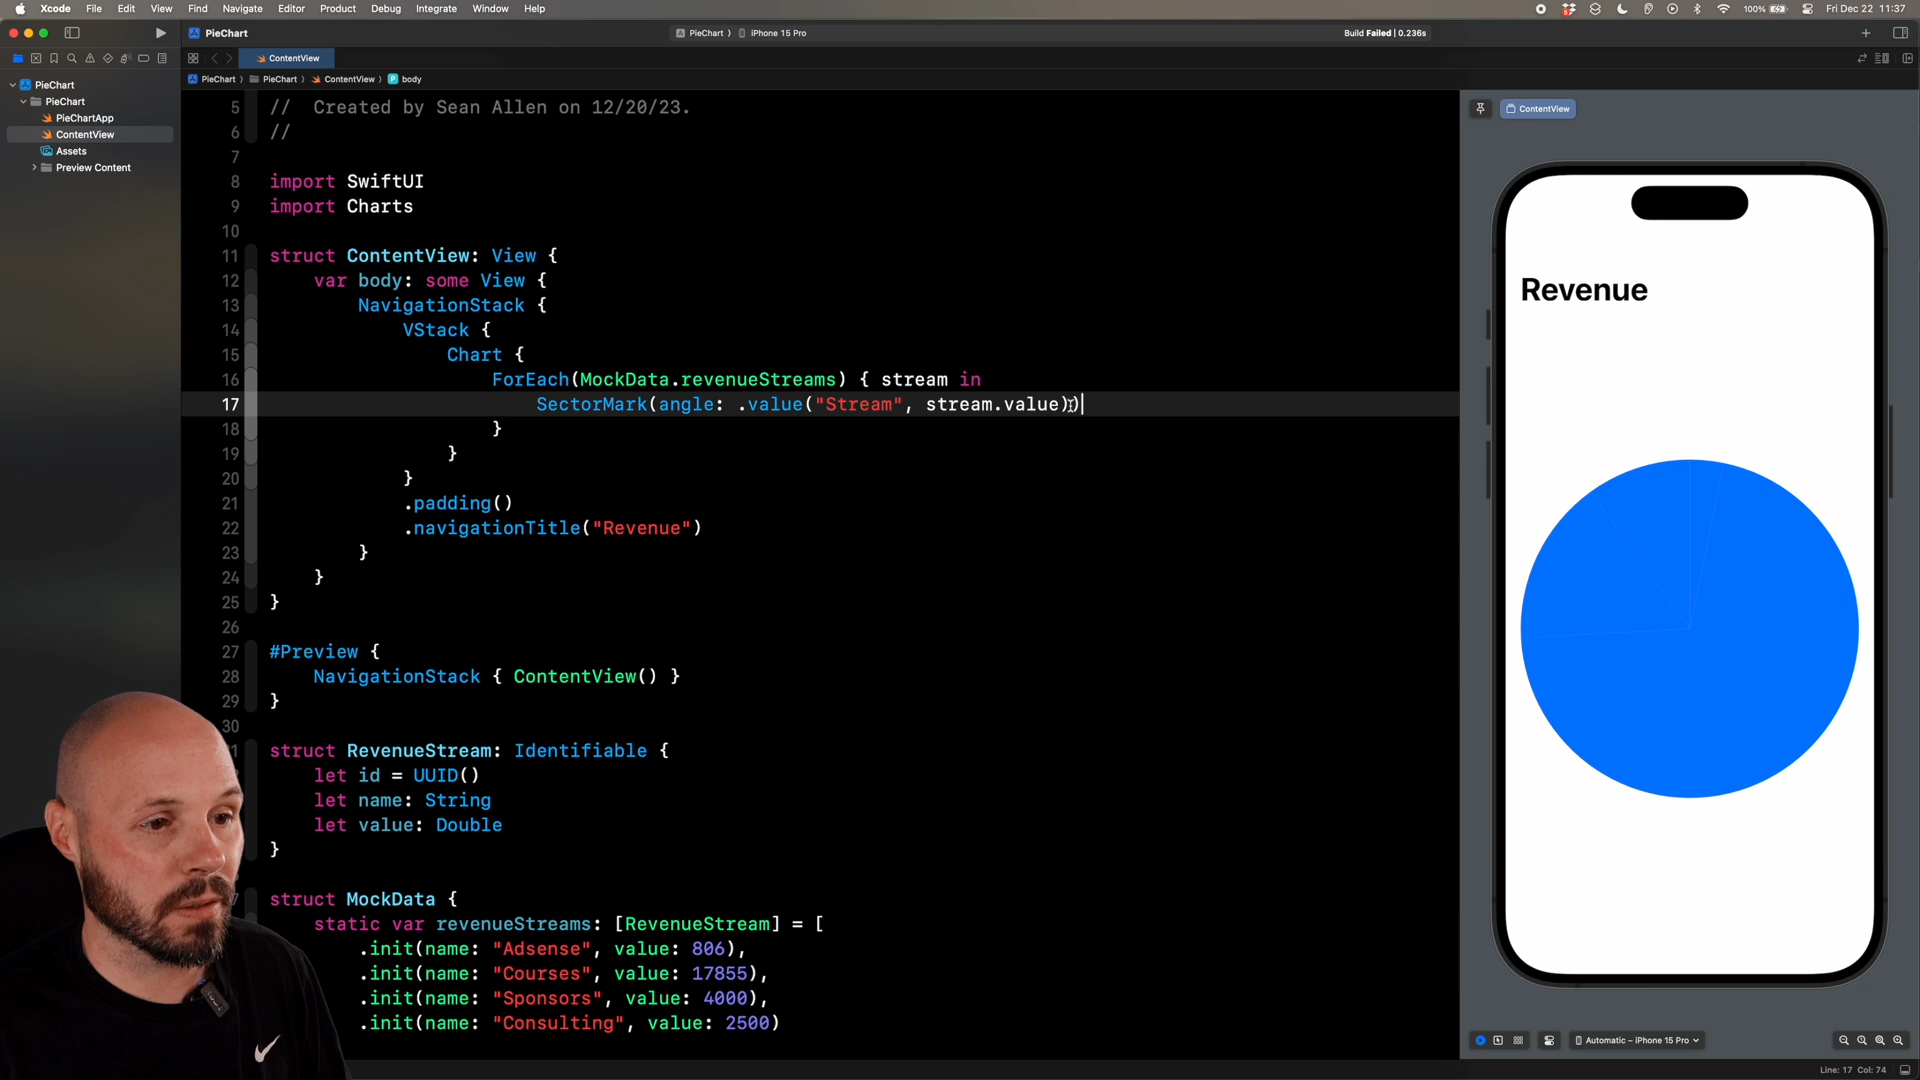 Xcode File Edit View Find Navigate Editor Product Debug Integrate Window Help
100% Fri Dec 22 11:37
PieChart
PieChart 〉 iPhone 15 Pro
Build Failed | 0.236s
ContentView
PieChart 〉 PieChart 〉 ContentView 〉 P body
PieChart
PieChart
PieChartApp
ContentView
Assets
Preview Content
5 //  Created by Sean Allen on 12/20/23.
6 //
7
8 import SwiftUI
9 import Charts
10
11 struct ContentView: View {
12     var body: some View {
13         NavigationStack {
14             VStack {
15                 Chart {
16                     ForEach(MockData.revenueStreams) { stream in
17                         SectorMark(angle: .value("Stream", stream.value))
18                     }
19                 }
20             }
21             .padding()
22             .navigationTitle("Revenue")
23         }
24     }
25 }
26
27 #Preview {
28     NavigationStack { ContentView() }
29 }
30
1 struct RevenueStream: Identifiable {
let id = UUID()
let name: String
let value: Double
}
struct MockData {
static var revenueStreams: [RevenueStream] = [
.init(name: "Adsense", value: 806),
.init(name: "Courses", value: 17855),
.init(name: "Sponsors", value: 4000),
.init(name: "Consulting", value: 2500)
ContentView
Revenue
Automatic – iPhone 15 Pro
Line: 17 Col: 74